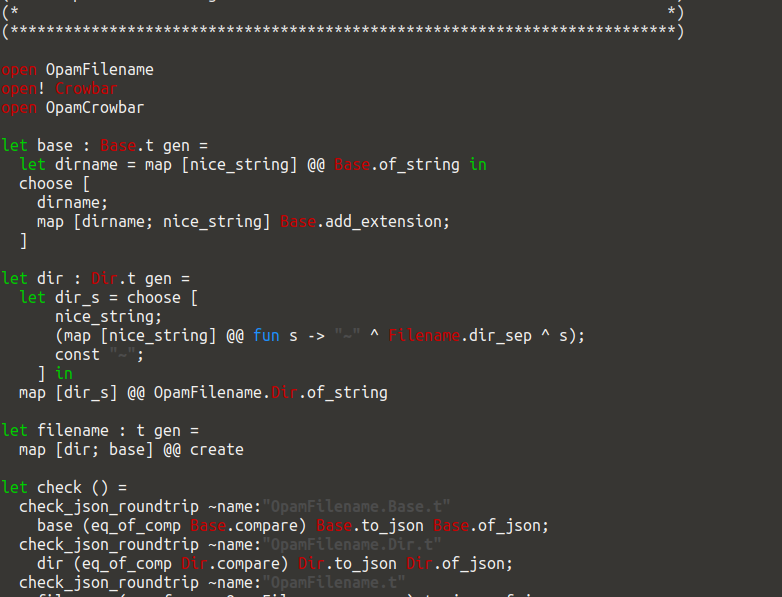 (*                                                                        *)
(**************************************************************************)
open OpamFilename
open! Crowbar
open OpamCrowbar
let base : Base.t gen =
  let dirname = map [nice_string] @@ Base.of_string in
  choose [
    dirname;
    map [dirname; nice_string] Base.add_extension;
  ]
let dir : Dir.t gen =
  let dir_s = choose [
      nice_string;
      (map [nice_string] @@ fun s -> "~" ^ Filename.dir_sep ^ s);
      const "~";
    ] in
  map [dir_s] @@ OpamFilename.Dir.of_string
let filename : t gen =
  map [dir; base] @@ create
let check () =
  check_json_roundtrip ~name:"OpamFilename.Base.t"
    base (eq_of_comp Base.compare) Base.to_json Base.of_json;
  check_json_roundtrip ~name:"OpamFilename.Dir.t"
    dir (eq_of_comp Dir.compare) Dir.to_json Dir.of_json;
  check_json_roundtrip ~name:"OpamFilename.t"